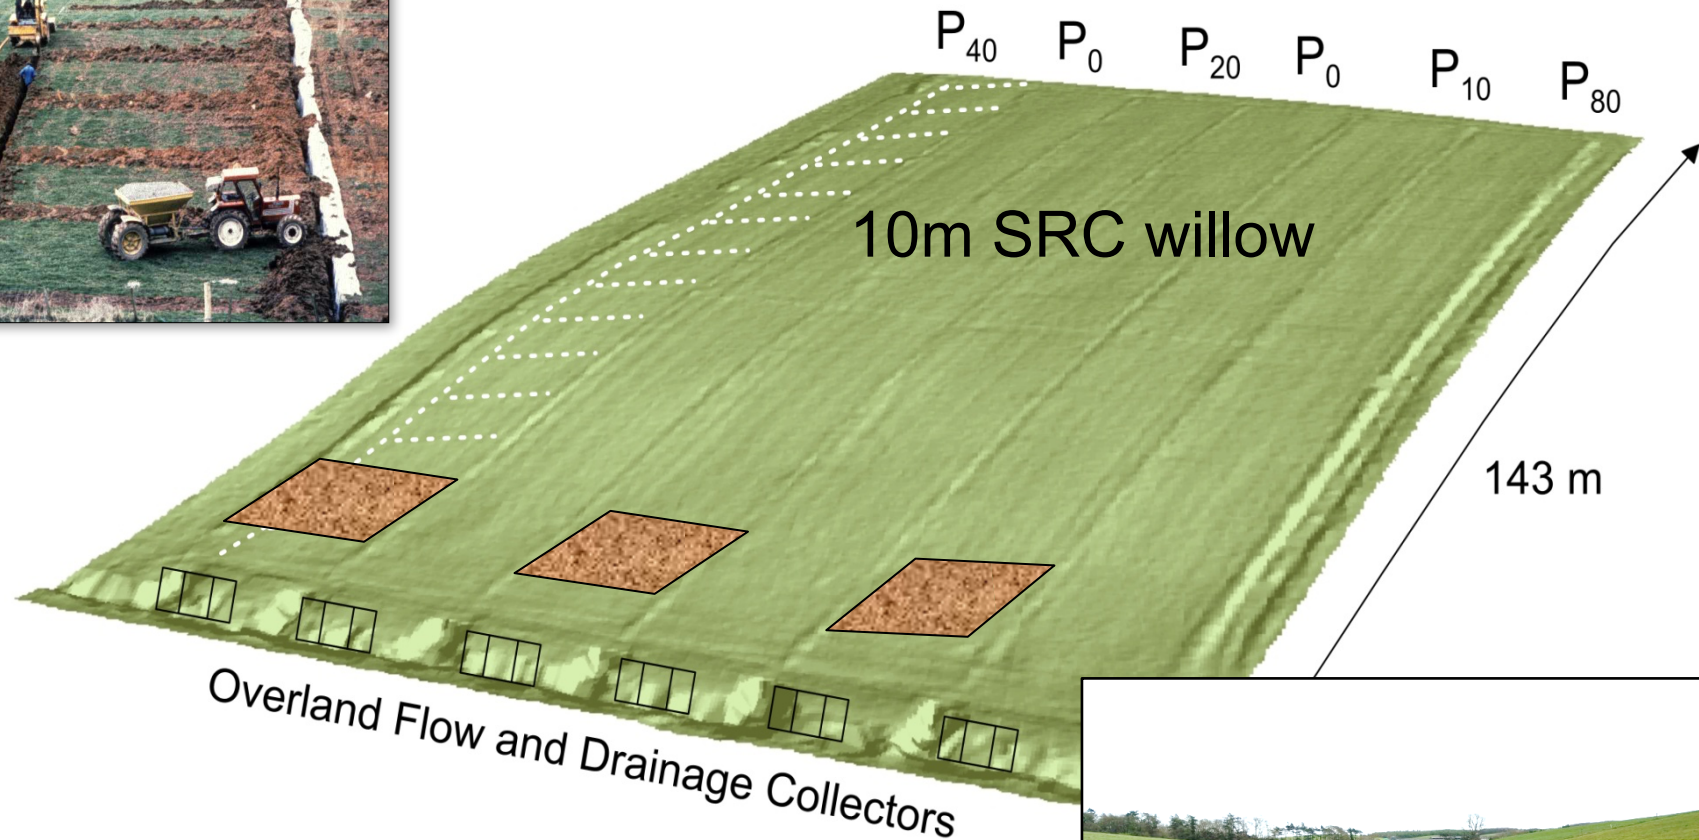 P40 P0 P20 P0 P10 P80
10m SRC willow
143 m
Overland Flow and Drainage Collectors